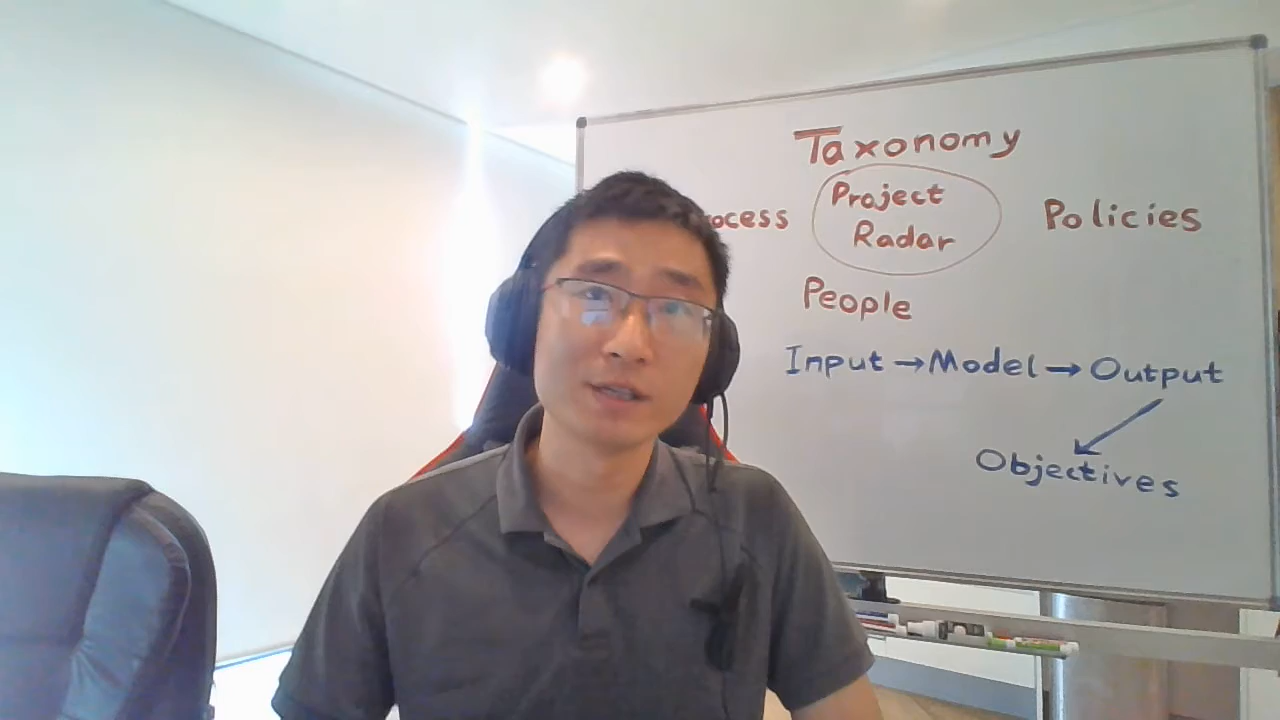 Taxonomy
ocess Project Radar Policies
People
Input → Model → Output
Objectives